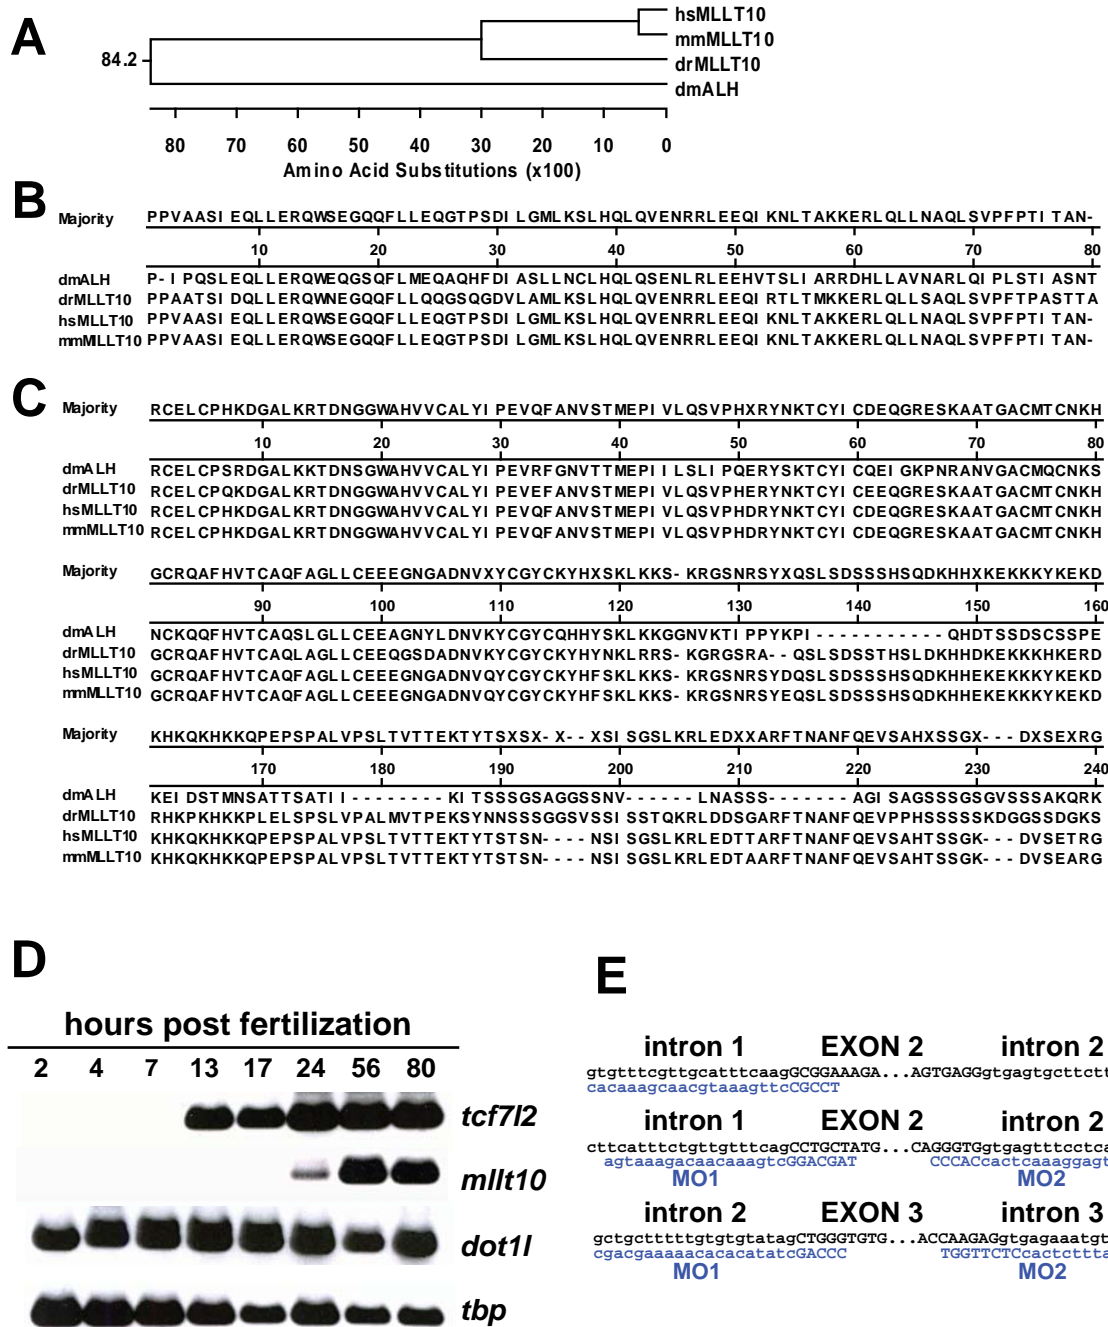 A
hsMLLT10
mmMLLT10
84.2
drMLLT10
dmALH
80 70 60 50 40 30 20 10 0
Amino Acid Substitutions (x100)
B
Majority PPVAASI EQLLERQWSEGQQFLLEQGTPSDI LGMLKSLHQLQVENRRLEEQI KNLTAKKERLQLLNAQLSVPFPTI TAN-
10 20 30 40 50 60 70 80
dmALH P-I PQSLEQLLERQWEQGSQFLMEQAQHFDI ASLLNCLHQLQSENLRLEEHVTSLI ARRDHLLAVNARLQI PLSTIASNT
drMLLT10 PPAATSI DQLLERQWNEGQQFLLQQGSQGDVLAMLKSLHQLQVENRRLEEQI RTLTMKKERLQLLSAQLSVPFTPASTTA
hsMLLT10 PPVAASI EQLLERQWSEGQQFLLEQGTPSDI LGMLKSLHQLQVENRRLEEQI KNLTAKKERLQLLNAQLSVPFPTI TAN-
mmMLLT10 PPVAASI EQLLERQWSEGQQFLLEQGTPSDI LGMLKSLHQLQVENRRLEEQI KNLTAKKERLQLLNAQLSVPFPTI TAN-
C
Majority RCELCPHKDGALKRTDNGGWAHVVCALYI PEVQFANVSTMEPI VLQSVPHXRYNKTCYI CDEQGRESKAATGACMTCNKH
10 20 30 40 50 60 70 80
dmALH RCELCPSRDGALKKTDNSGWAHVVCALYI PEVRFGNVTTMEPI I LSLI PQERYSKTCYI CQEI GKPNRANVGACMQCNKS
drMLLT10 RCELCPQKDGALKRTDNGGWAHVVCALYI PEVEFANVSTMEPI VLQSVPHERYNKTCYI CEEQGRESKAATGACMTCNKH
hsMLLT10 RCELCPHKDGALKRTDNGGWAHVVCALYI PEVQFANVSTMEPI VLQSVPHDRYNKTCYI CDEQGRESKAATGACMTCNKH
mmMLLT10 RCELCPHKDGALKRTDNGGWAHVVCALYI PEVQFANVSTMEPI VLQSVPHDRYNKTCYI CDEQGRESKAATGACMTCNKH
Majority GCRQAFHVTCAQFAGLLCEEEGNGADNVXYCGYCKYHXSKLKKS- KRGSNRSYXQSLSDSSSHSQDKHHXKEKKKYKEKD
90 100 110 120 130 140 150 160
dmALH NCKQQFHVTCAQSLGLLCEEAGNYLDNVKYCGYCQHHYSKLKKGGNVKTI PPYKPI - - - - - - - - - - - QHDTSSDSCSSPE
drMLLT10 GCRQAFHVTCAQLAGLLCEEQGSDADNVKYCGYCKYHYNKLRRS- KGRGSRA- - QSLSDSSTHSLDKHHDKEKKKHKERD
hsMLLT10 GCRQAFHVTCAQFAGLLCEEEGNGADNVQYCGYCKYHFSKLKKS- KRGSNRSYDQSLSDSSSHSQDKHHEKEKKKYKEKD
mmMLLT10 GCRQAFHVTCAQFAGLLCEEEGNGADNVQYCGYCKYHFSKLKKS- KRGSNRSYEQSLSDSSSHSQDKHHEKEKKKYKEKD
Majority KHKQKHKKQPEPSPALVPSLTVTTEKTYTSXSX- X- - XSI SGSLKRLEDXXARFTNANFQEVSAHXSSGX- - - DXSEXRG
170 180 190 200 210 220 230 240
dmALH KEI DSTMNSATTSATI I - - - - - - - - KI TSSSGSAGGSSNV- - - - - - LNASSS- - - - - - - AGI SAGSSSGSGVSSSAKQRK
drMLLT10 RHKPKHKKPLELSPSLVPALMVTPEKSYNNSSSGGSVSSI SSTQKRLDDSGARFTNANFQEVPPHSSSSSKDGGSSDGKS
hsMLLT10 KHKQKHKKQPEPSPALVPSLTVTTEKTYTSTSN- - - - NSI SGSLKRLEDTTARFTNANFQEVSAHTSSGK- - - DVSETRG
mmMLLT10 KHKQKHKKQPEPSPALVPSLTVTTEKTYTSTSN- - - - NSI SGSLKRLEDTAARFTNANFQEVSAHTSSGK- - - DVSEARG
D
hours post fertilization
2 4 7 13 17 24 56 80
tcf7l2
mllt10
dot1l
tbp
E
intron 1 EXON 2 intron 2
gtgtttcgttgcatttcaagGCGGAAAGA...AGTGAGGgtgagtgcttctt
cacaaagcaacgtaaagttcCGCCT
intron 1 EXON 2 intron 2
cttcatttctgttgtttcagCCTGCTATG...CAGGGTGgtgagtttcctca
agtaaagacaacaaagtcGGACGAT CCCACcactcaaaggagt
MO1 MO2
intron 2 EXON 3 intron 3
gctgctttttgtgtgtatagCTGGGTGTG...ACCAAGAGgtgagaaatgt
cgacgaaaaacacacatatcGACCC TGGTTCTCcactcttta
MO1 MO2